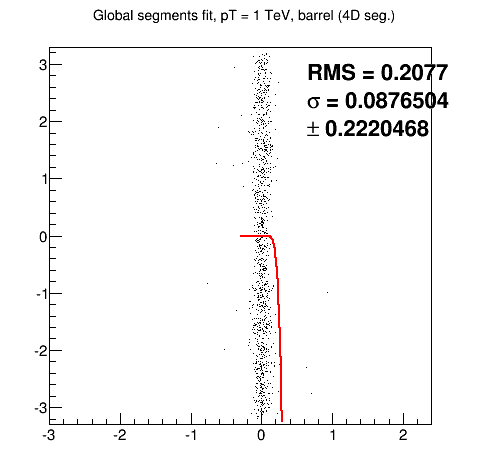 Global segments fit, pT = 1 TeV, barrel (4D seg.)
RMS = 0.2077
σ = 0.0876504
± 0.2220468
3
2
1
0
-1
-2
-3
-3 -2 -1 0 1 2